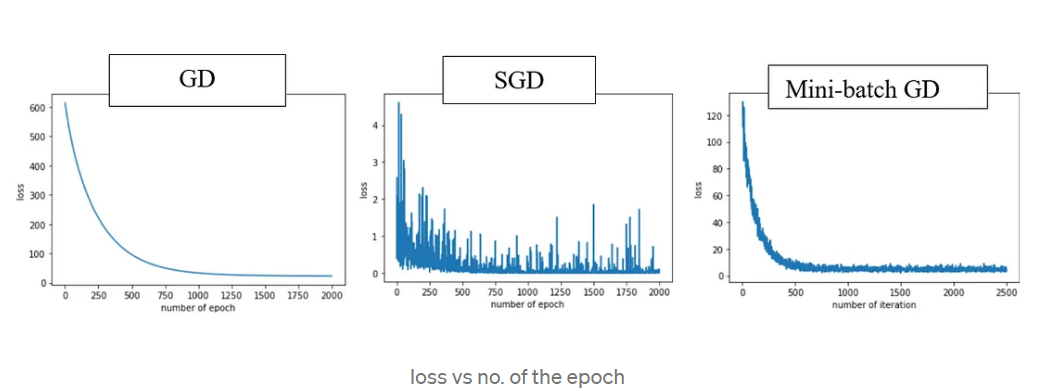 GD
SGD
Mini-batch GD
loss
600
500
400
300
200
100
0
0 250 500 750 1000 1250 1500 1750 2000
number of epoch
loss
4
3
2
1
0
0 250 500 750 1000 1250 1500 1750 2000
number of epoch
loss
120
100
80
60
40
20
0
0 500 1000 1500 2000 2500
number of iteration
loss vs no. of the epoch